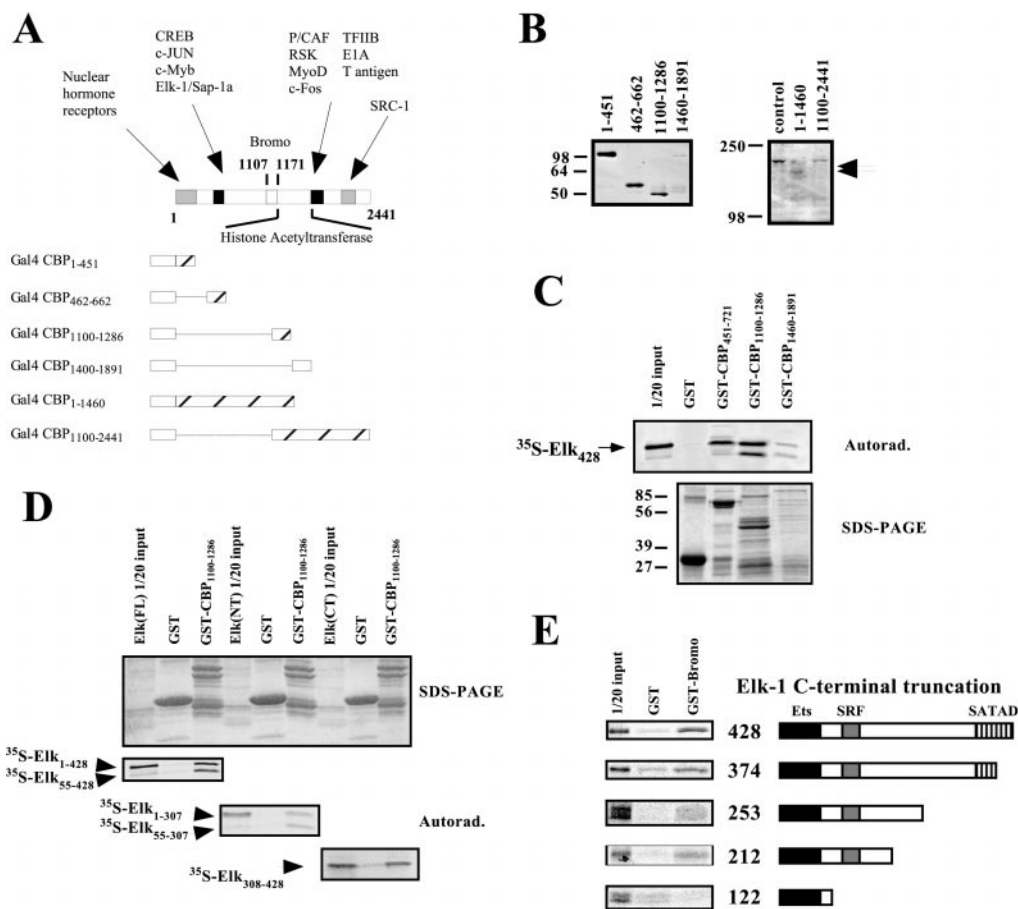 A
CREB
c-JUN
c-Myb
Elk-1/Sap-1a
P/CAF
RSK
MyoD
c-Fos
TFIIB
E1A
T antigen
Nuclear
hormone
receptors
SRC-1
Bromo
1107 1171
1 2441
Histone Acetyltransferase
Gal4 CBP1-451
Gal4 CBP462-662
Gal4 CBP1100-1286
Gal4 CBP1400-1891
Gal4 CBP1-1460
Gal4 CBP1100-2441
B
1-451
462-662
1100-1286
1460-1891
98
64
50
control
1-1460
1100-2441
250
98
C
1/20 input
GST
GST-CBP451-721
GST-CBP1100-1286
GST-CBP1460-1891
35S-Elk428
Autorad.
85
56
39
27
SDS-PAGE
D
Elk(FL) 1/20 input
GST
GST-CBP1100-1286
Elk(NT) 1/20 input
GST
GST-CBP1100-1286
Elk(CT) 1/20 input
GST
GST-CBP1100-1286
SDS-PAGE
35S-Elk1-428
35S-Elk55-428
35S-Elk1-307
35S-Elk55-307
Autorad.
35S-Elk308-428
E
1/20 input
GST
GST-Bromo
Elk-1 C-terminal truncation
Ets SRF SATAD
428
374
253
212
122